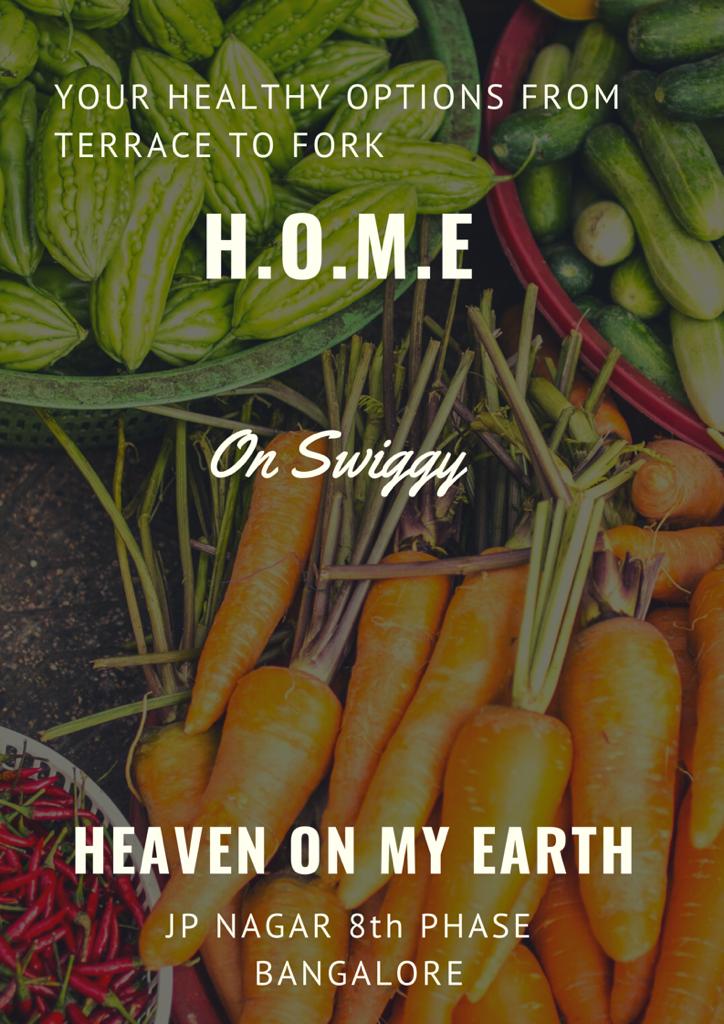 YOUR HEALTHY OPTIONS FROM
TERRACE TO FORK
H.O.M.E
On Swiggy
HEAVEN ON MY EARTH
JP NAGAR 8th PHASE
BANGALORE